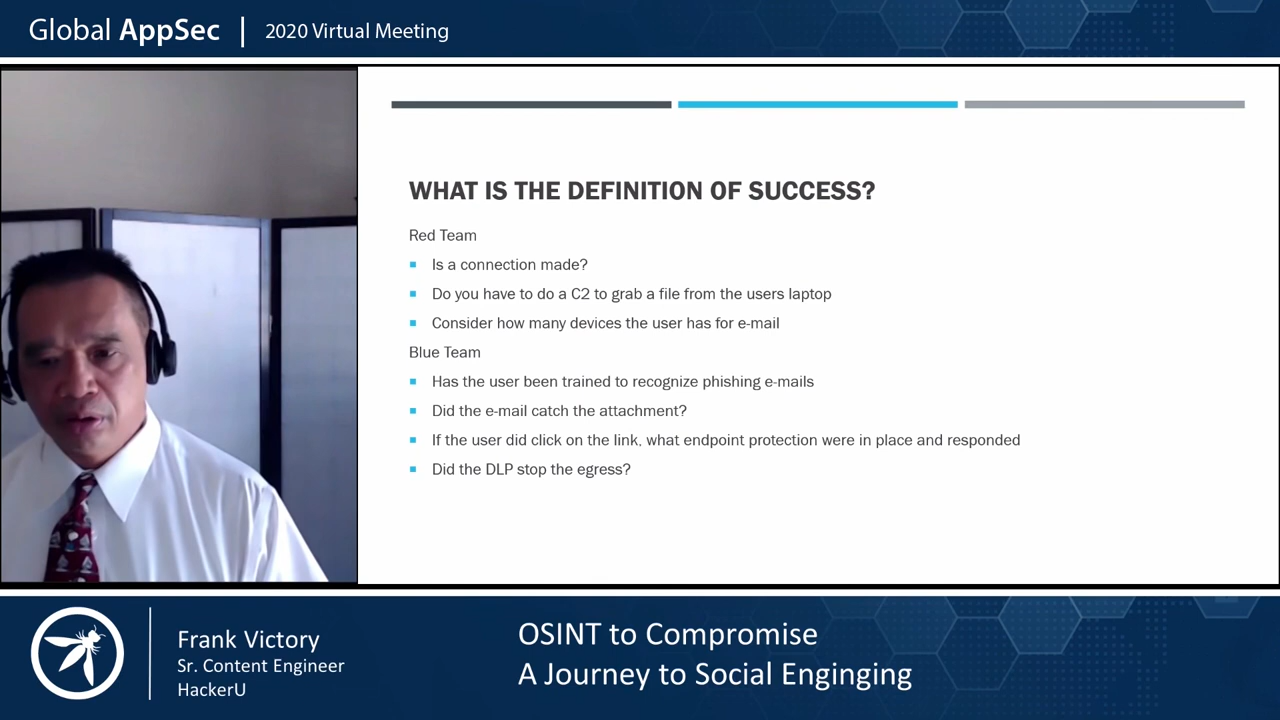 Global AppSec | 2020 Virtual Meeting
WHAT IS THE DEFINITION OF SUCCESS?
Red Team
Is a connection made?
Do you have to do a C2 to grab a file from the users laptop
Consider how many devices the user has for e-mail
Blue Team
Has the user been trained to recognize phishing e-mails
Did the e-mail catch the attachment?
If the user did click on the link, what endpoint protection were in place and responded
Did the DLP stop the egress?
Frank Victory
Sr. Content Engineer
HackerU
OSINT to Compromise
A Journey to Social Enginging